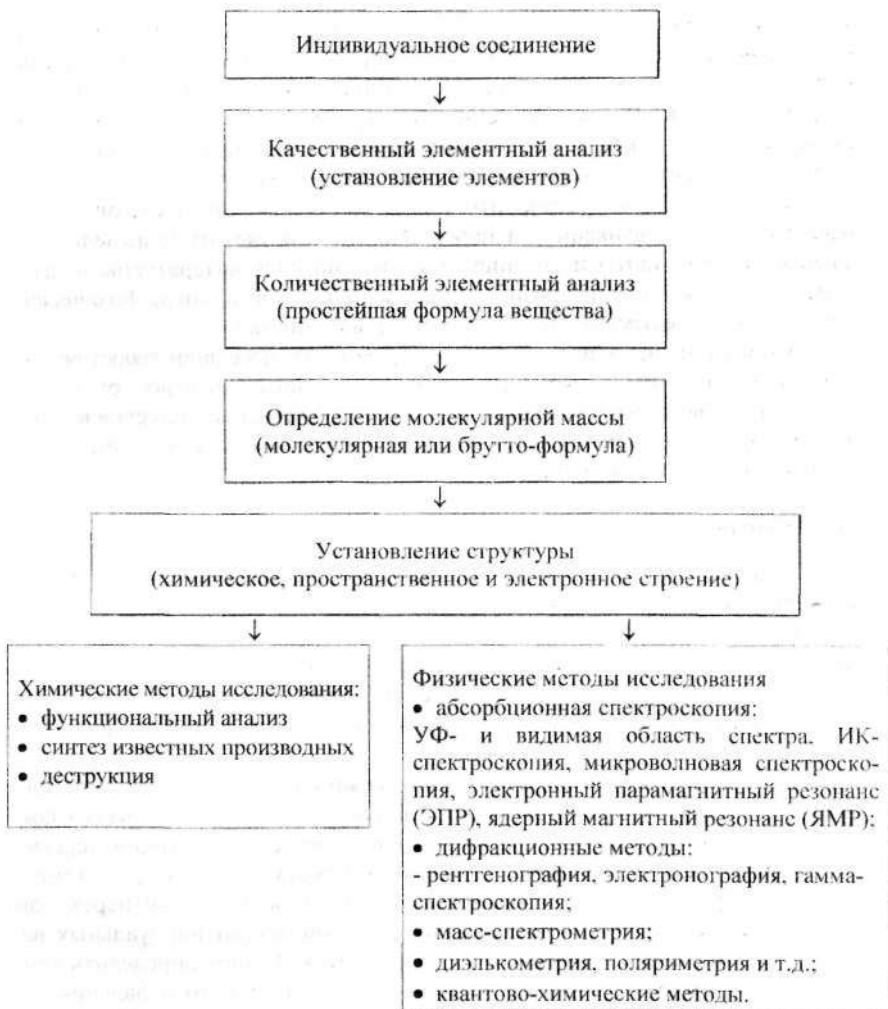 Индивидуальное соединение
Качественный элементный анализ
(установление элементов)
Количественный элементный анализ
(простейшая формула вещества)
Определение молекулярной массы
(молекулярная или брутто-формула)
Установление структуры
(химическое, пространственное и электронное строение)
Химические методы исследования:
• функциональный анализ
• синтез известных производных
• деструкция
Физические методы исследования
• абсорбционная спектроскопия:
УФ- и видимая область спектра, ИК-
спектроскопия, микроволновая спектроско-
пия, электронный парамагнитный резонанс
(ЭПР), ядерный магнитный резонанс (ЯМР);
• дифракционные методы:
- рентгенография, электронография, гамма-
спектроскопия;
• масс-спектрометрия;
• диэлькометрия, поляриметрия и т.д.;
• квантово-химические методы.